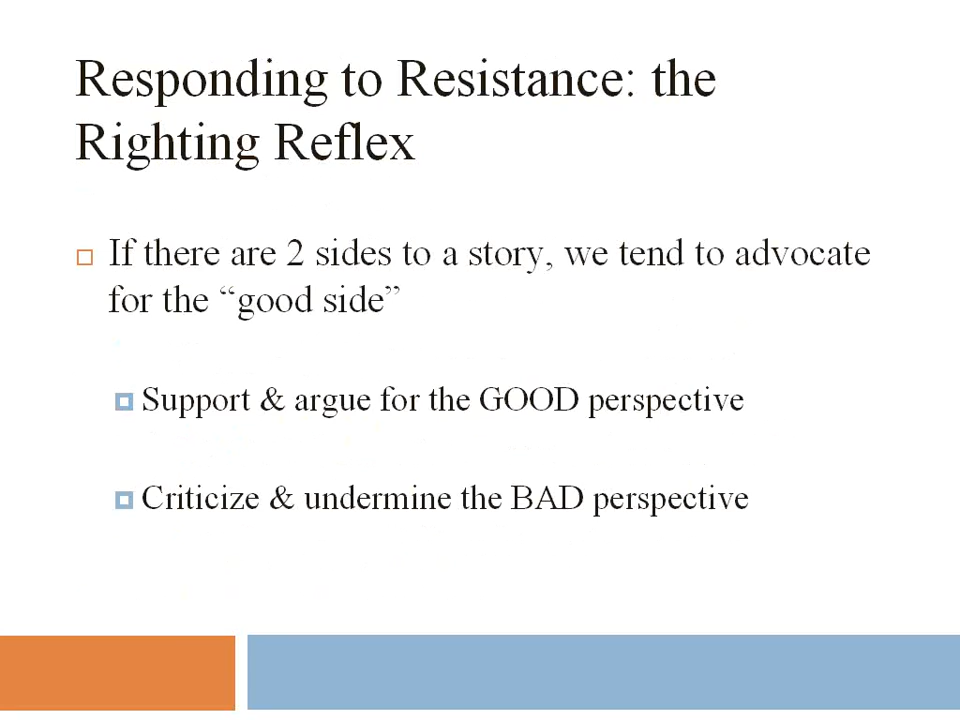 Responding to Resistance: the
Righting Reflex
If there are 2 sides to a story, we tend to advocate
for the “good side”
Support & argue for the GOOD perspective
Criticize & undermine the BAD perspective